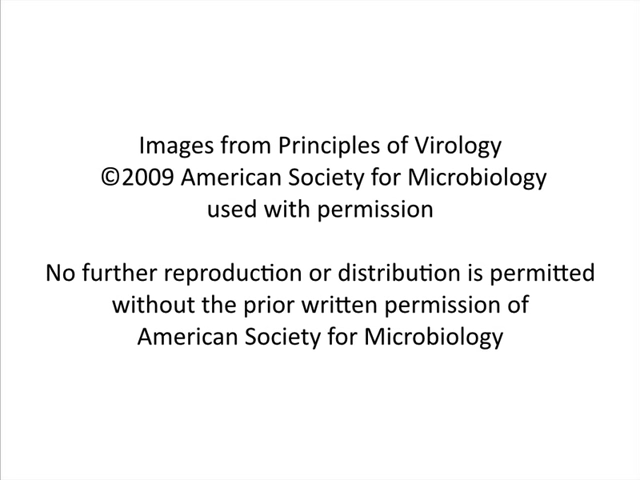 Images from Principles of Virology
©2009 American Society for Microbiology
used with permission
No further reproduction or distribution is permitted
without the prior written permission of
American Society for Microbiology